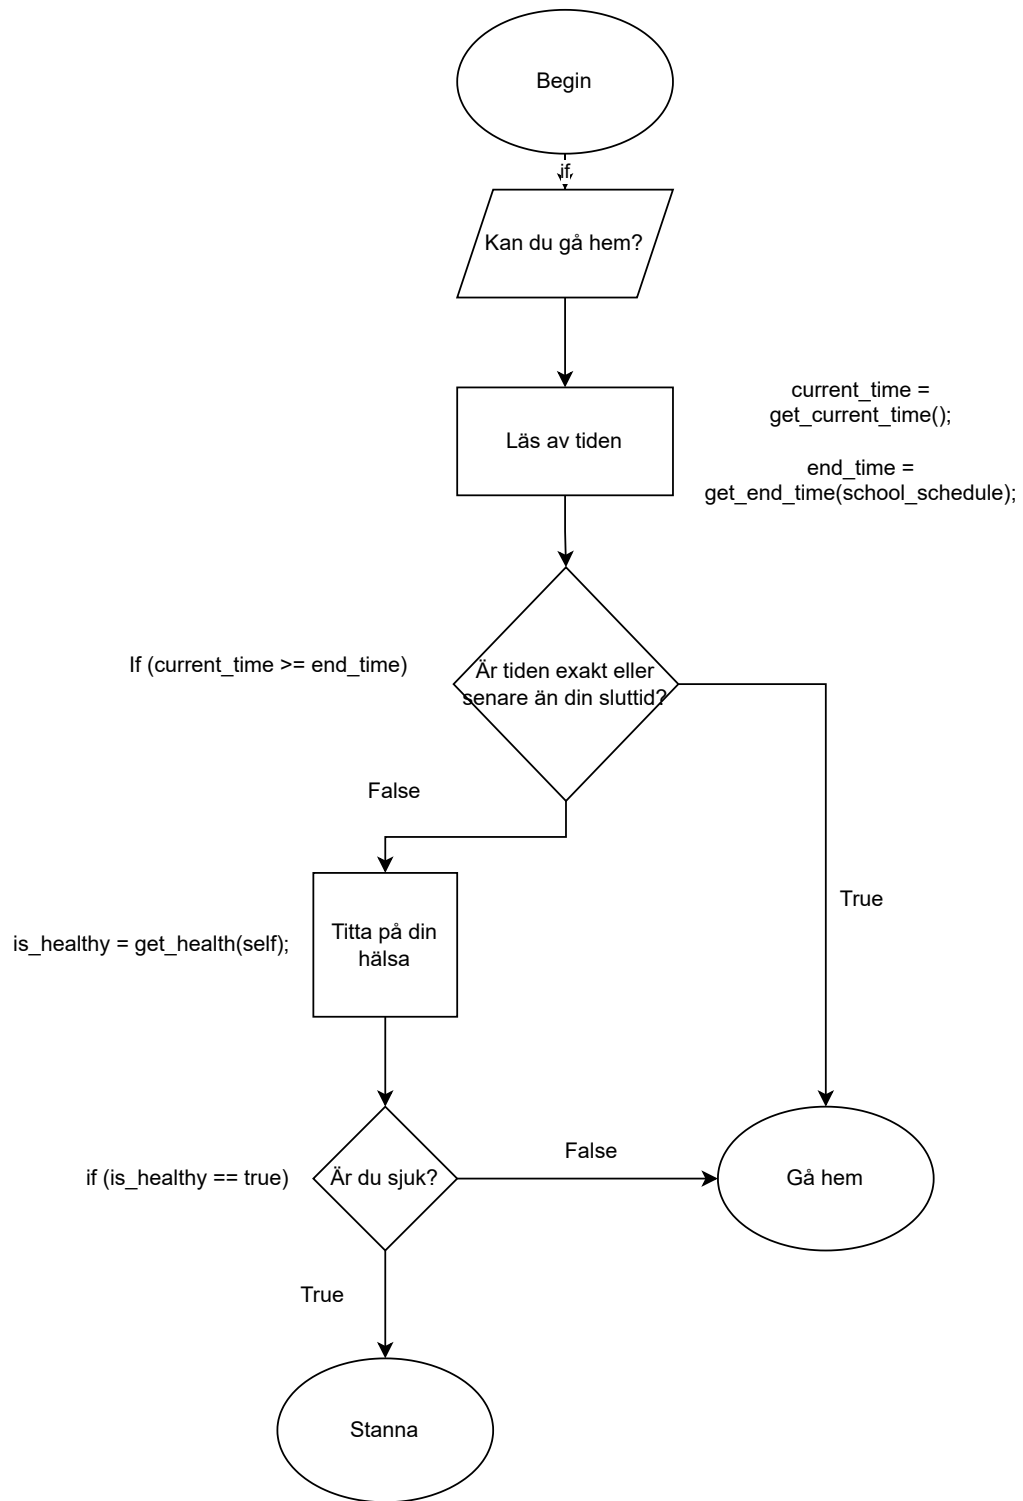 Begin
if
Kan du gå hem?
Läs av tiden
current_time =
get_current_time();
end_time =
get_end_time(school_schedule);
If (current_time >= end_time)
Är tiden exakt eller
senare än din sluttid?
False
True
is_healthy = get_health(self);
Titta på din
hälsa
if (is_healthy == true)
Är du sjuk?
False
Gå hem
True
Stanna